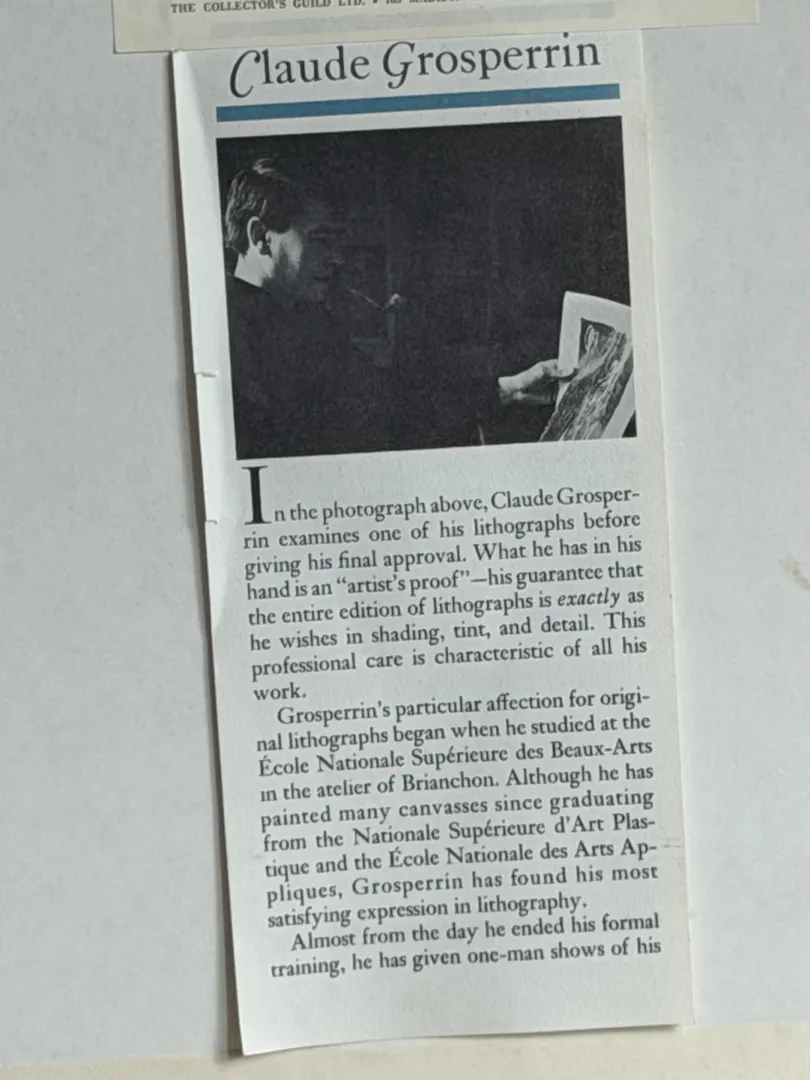 THE COLLECTOR'S GUILD LTD. •
Claude Grosperrin
In the photograph above, Claude Grosper-
rin examines one of his lithographs before
giving his final approval. What he has in his
hand is an “artist's proof”—his guarantee that
the entire edition of lithographs is exactly as
he wishes in shading, tint, and detail. This
professional care is characteristic of all his
work.
Grosperrin's particular affection for origi-
nal lithographs began when he studied at the
École Nationale Supérieure des Beaux-Arts
in the atelier of Brianchon. Although he has
painted many canvasses since graduating
from the Nationale Supérieure d'Art Plas-
tique and the École Nationale des Arts Ap-
pliques, Grosperrin has found his most
satisfying expression in lithography.
Almost from the day he ended his formal
training, he has given one-man shows of his